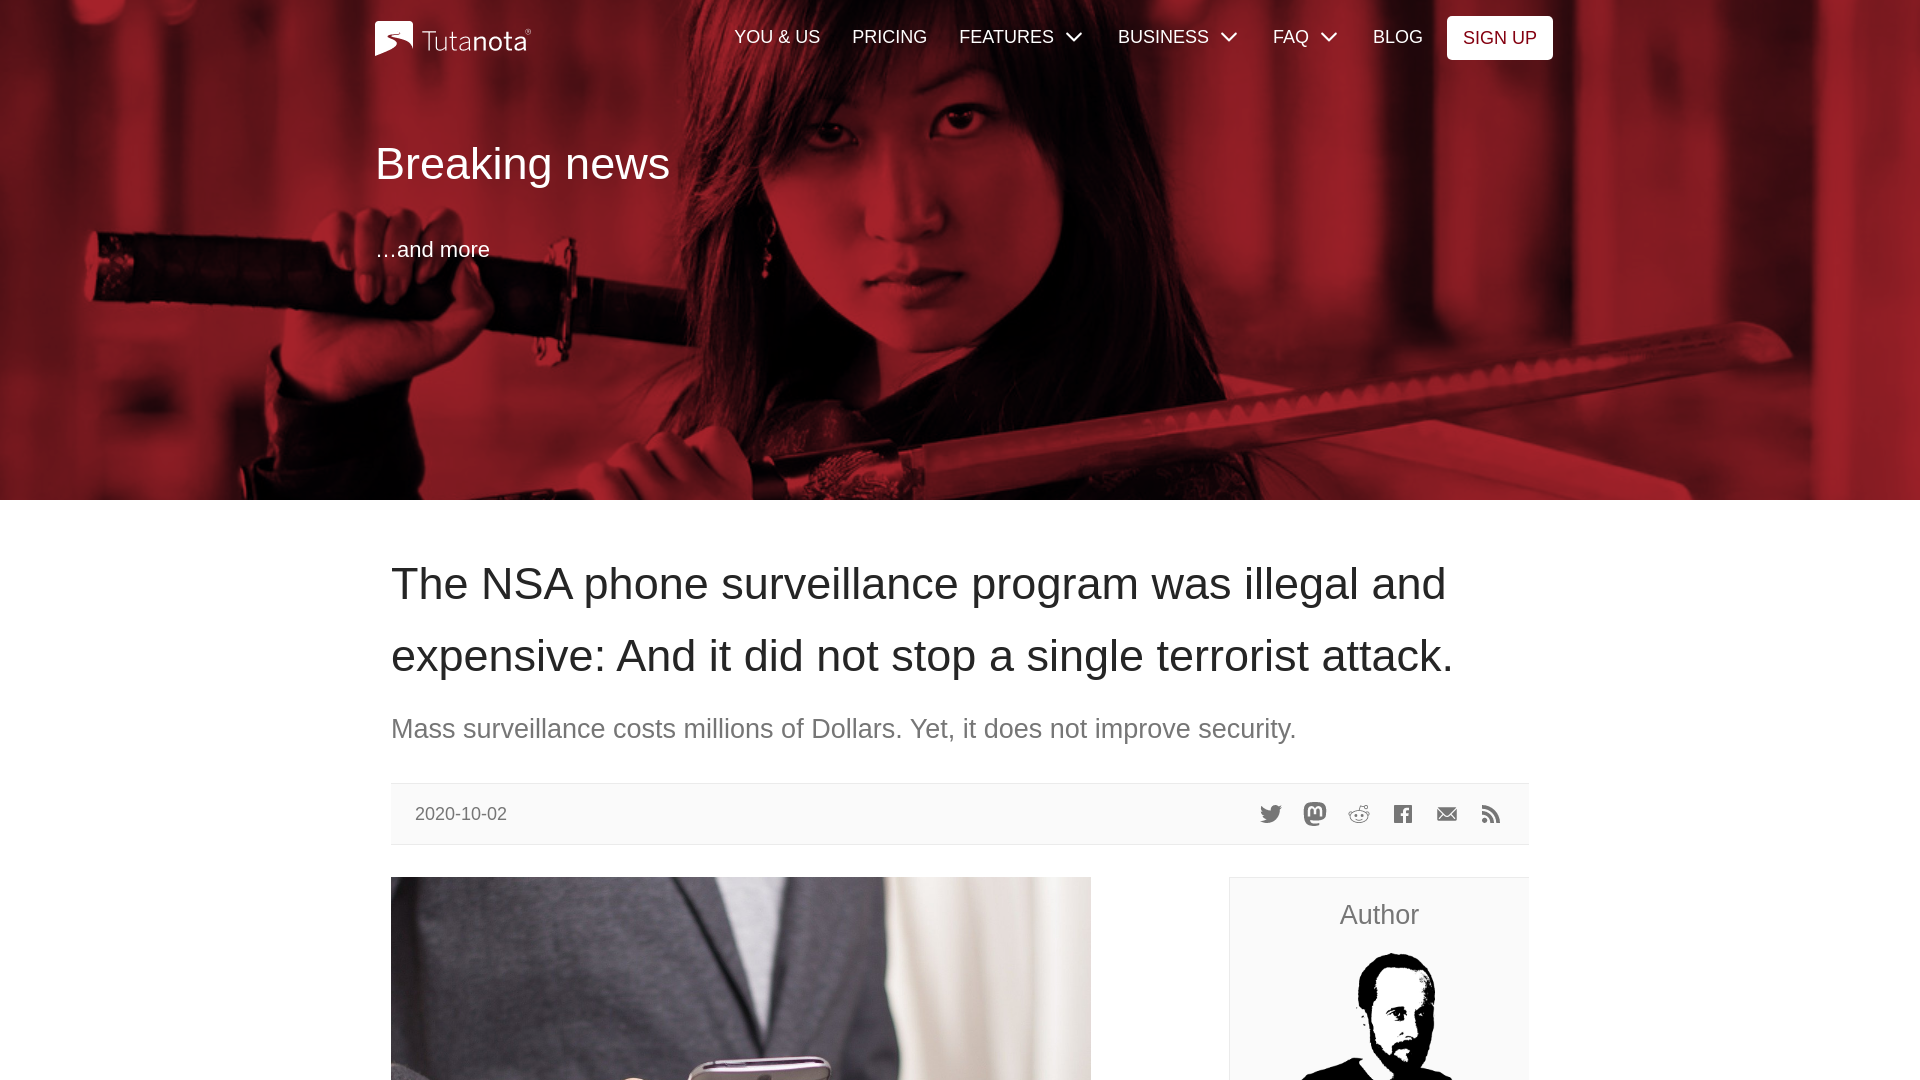 Tutanota®
YOU & US
PRICING
FEATURES
BUSINESS
FAQ
BLOG
SIGN UP
Breaking news
…and more
The NSA phone surveillance program was illegal and
expensive: And it did not stop a single terrorist attack.
Mass surveillance costs millions of Dollars. Yet, it does not improve security.
2020-10-02
Author